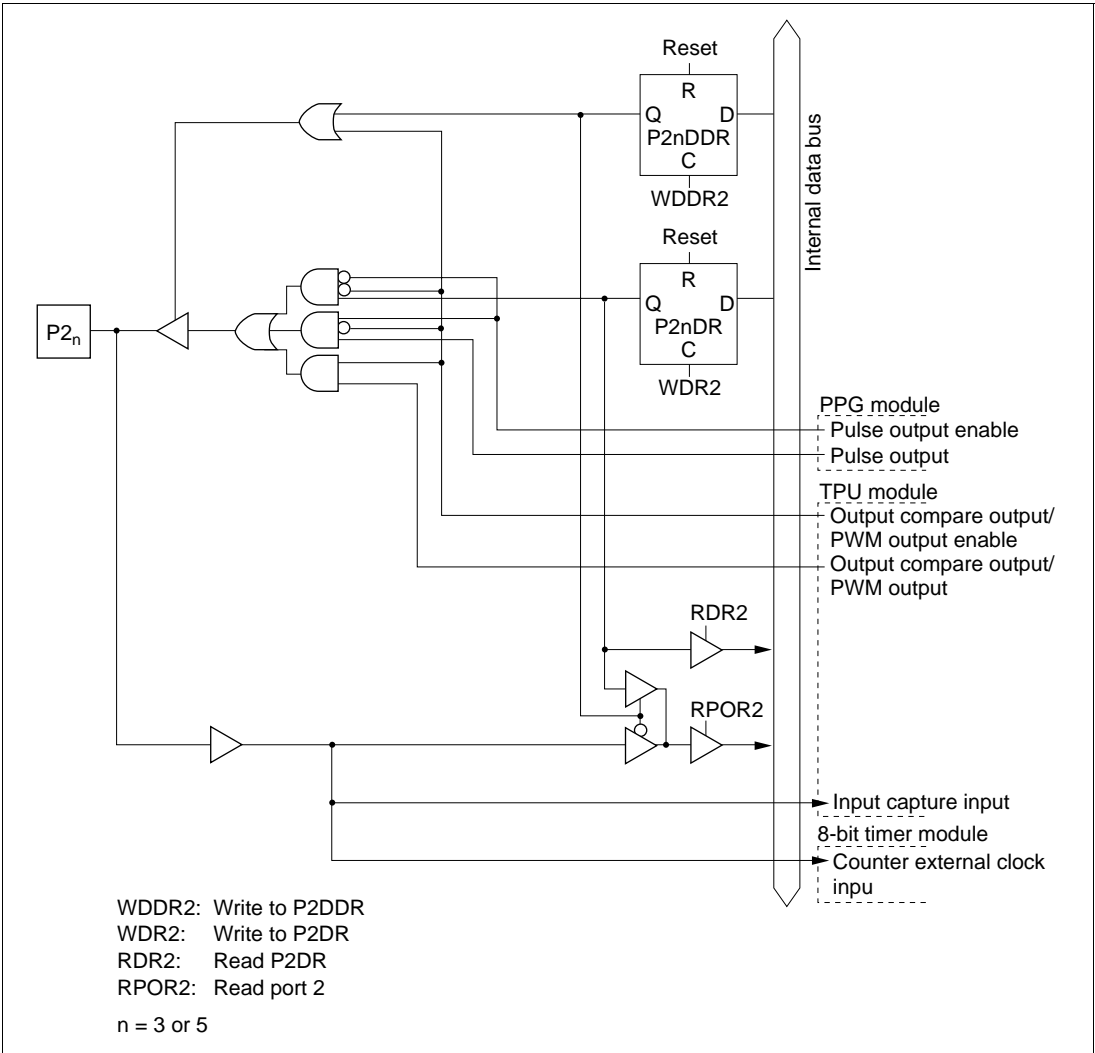 Reset
R
Q D
P2nDDR
C
WDDR2
Internal data bus
Reset
R
Q D
P2nDR
C
WDR2
P2n
PPG module
Pulse output enable
Pulse output
TPU module
Output compare output/
PWM output enable
Output compare output/
PWM output
RDR2
RPOR2
Input capture input
8-bit timer module
Counter external clock
inpu
WDDR2: Write to P2DDR
WDR2: Write to P2DR
RDR2: Read P2DR
RPOR2: Read port 2
n = 3 or 5